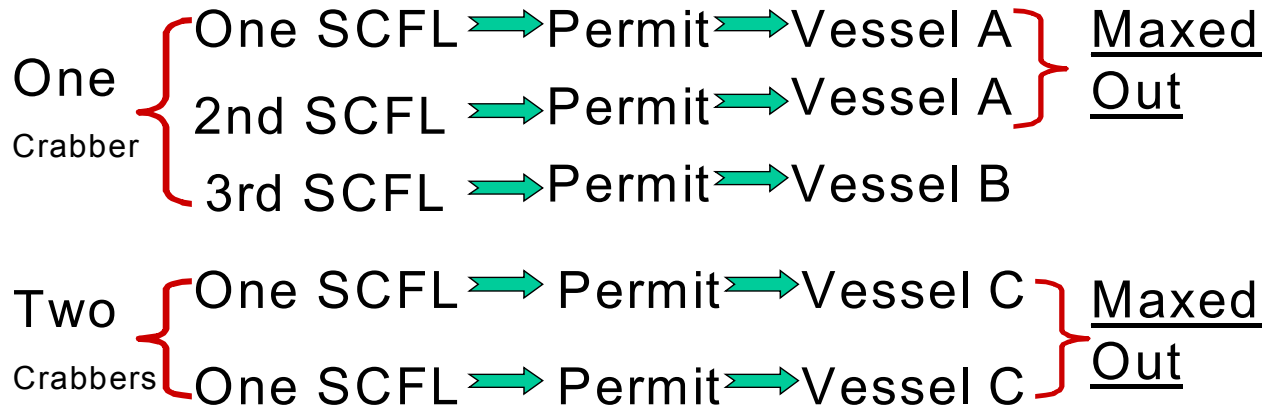 One SCFL Permit Vessel A Maxed
One Out
Crabber 2nd SCFL Permit Vessel A
3rd SCFL Permit Vessel B
One SCFL Permit Vessel C Maxed
Two Out
Crabbers One SCFL Permit Vessel C